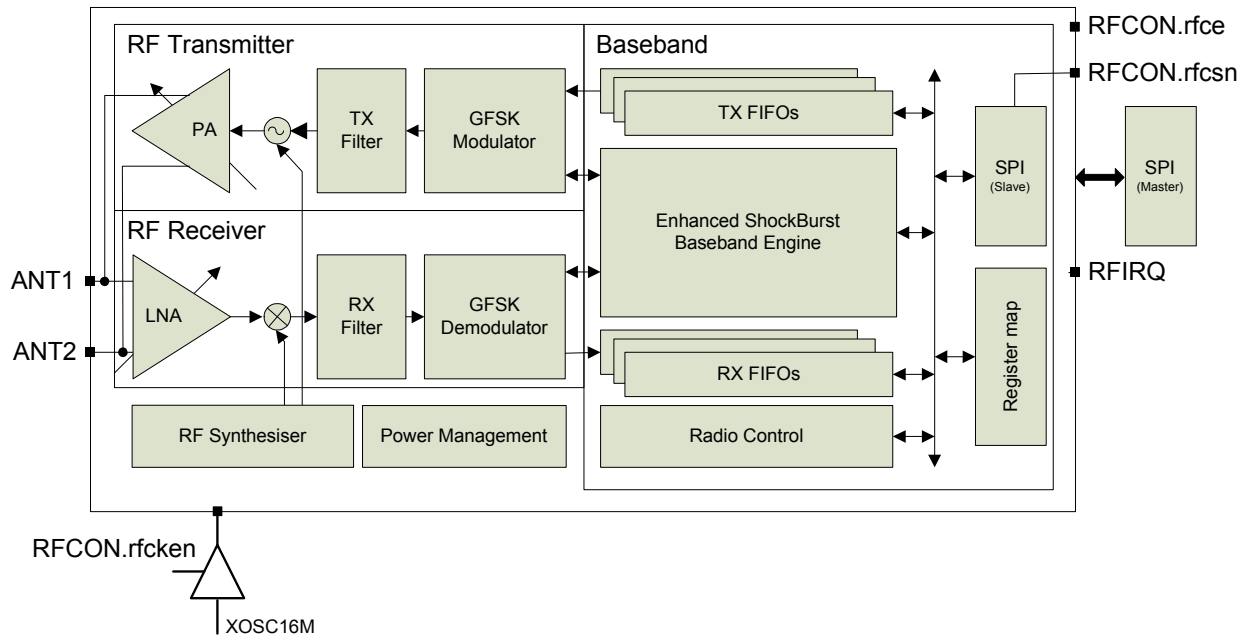 RF Transmitter
Baseband
RFCON.rfce
RFCON.rfcsn
PA
TX
Filter
GFSK
Modulator
TX FIFOs
SPI
(Slave)
SPI
(Master)
Enhanced ShockBurst
Baseband Engine
RF Receiver
ANT1
ANT2
LNA
RX
Filter
GFSK
Demodulator
RFIRQ
Register map
RX FIFOs
RF Synthesiser
Power Management
Radio Control
RFCON.rfcken
XOSC16M